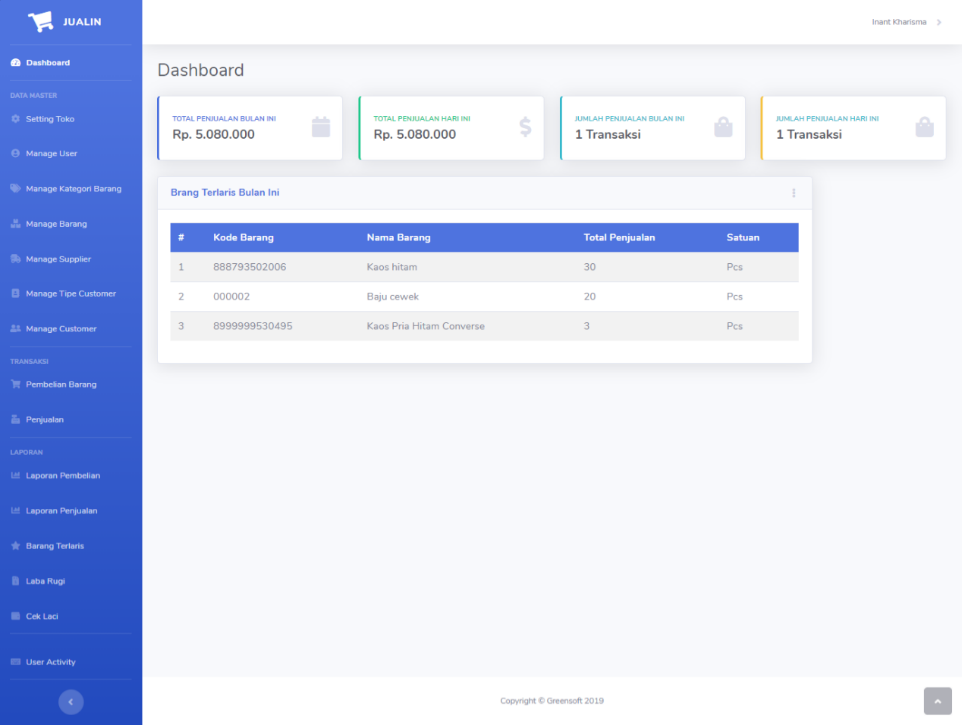 JUALIN
Inant Kharisma
Dashboard
DATA MASTER
Setting Toko
Manage User
Manage Kategori Barang
Manage Barang
Manage Supplier
Manage Tipe Customer
Manage Customer
TRANSAKSI
Pembelian Barang
Penjualan
LAPORAN
Laporan Pembelian
Laporan Penjualan
Barang Terlaris
Laba Rugi
Cek Laci
User Activity
Dashboard
TOTAL PENJUALAN BULAN INI
Rp. 5.080.000
TOTAL PENJUALAN HARI INI
Rp. 5.080.000
JUMLAH PENJUALAN BULAN INI
1 Transaksi
JUMLAH PENJUALAN HARI INI
1 Transaksi
Brang Terlaris Bulan Ini
# Kode Barang Nama Barang Total Penjualan Satuan
1 888793502006 Kaos hitam 30 Pcs
2 000002 Baju cewek 20 Pcs
3 8999999530495 Kaos Pria Hitam Converse 3 Pcs
Copyright © Greensoft 2019